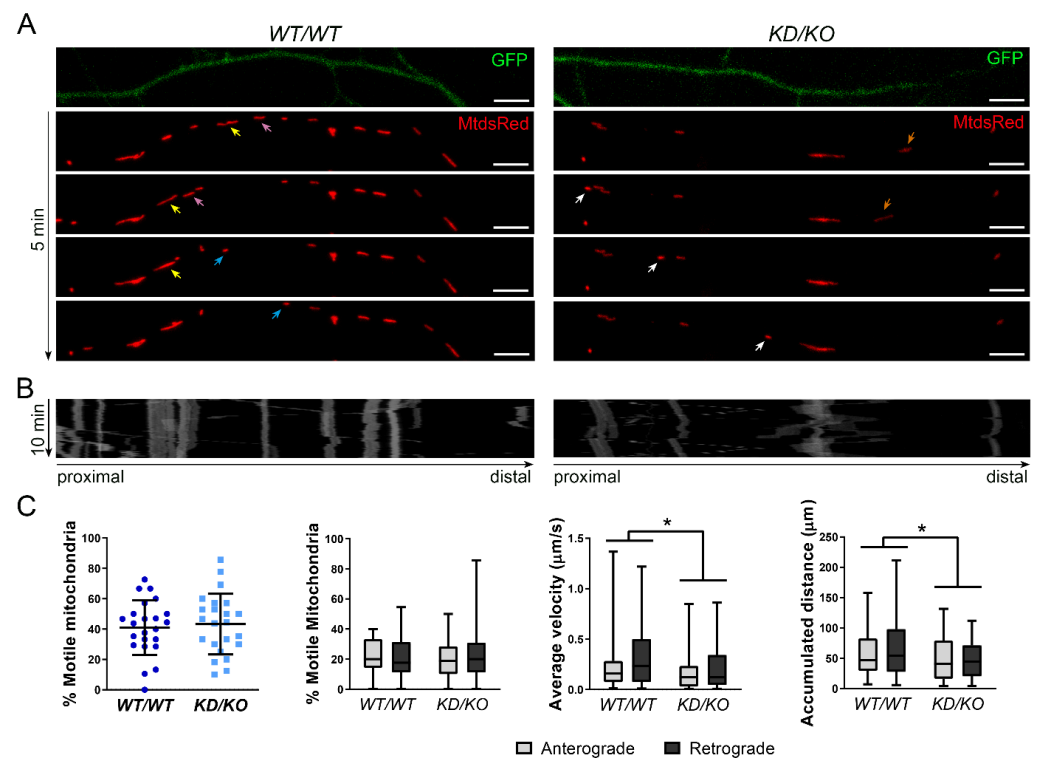 A
WT/WT
KD/KO
GFP
GFP
MtdsRed
MtdsRed
5 min
B
10 min
proximal
distal
proximal
distal
C
% Motile mitochondria
100
80
60
40
20
0
WT/WT
KD/KO
% Motile Mitochondria
100
80
60
40
20
0
WT/WT
KD/KO
Average velocity (µm/s)
1.5
1.0
0.5
0.0
*
WT/WT
KD/KO
Accumulated distance (µm)
250
200
150
100
50
0
*
WT/WT
KD/KO
Anterograde
Retrograde